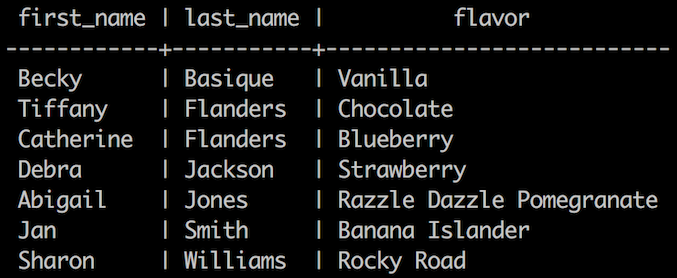 first_name | last_name | flavor
------------+-----------+---------------------------
Becky | Basique | Vanilla
Tiffany | Flanders | Chocolate
Catherine | Flanders | Blueberry
Debra | Jackson | Strawberry
Abigail | Jones | Razzle Dazzle Pomegranate
Jan | Smith | Banana Islander
Sharon | Williams | Rocky Road